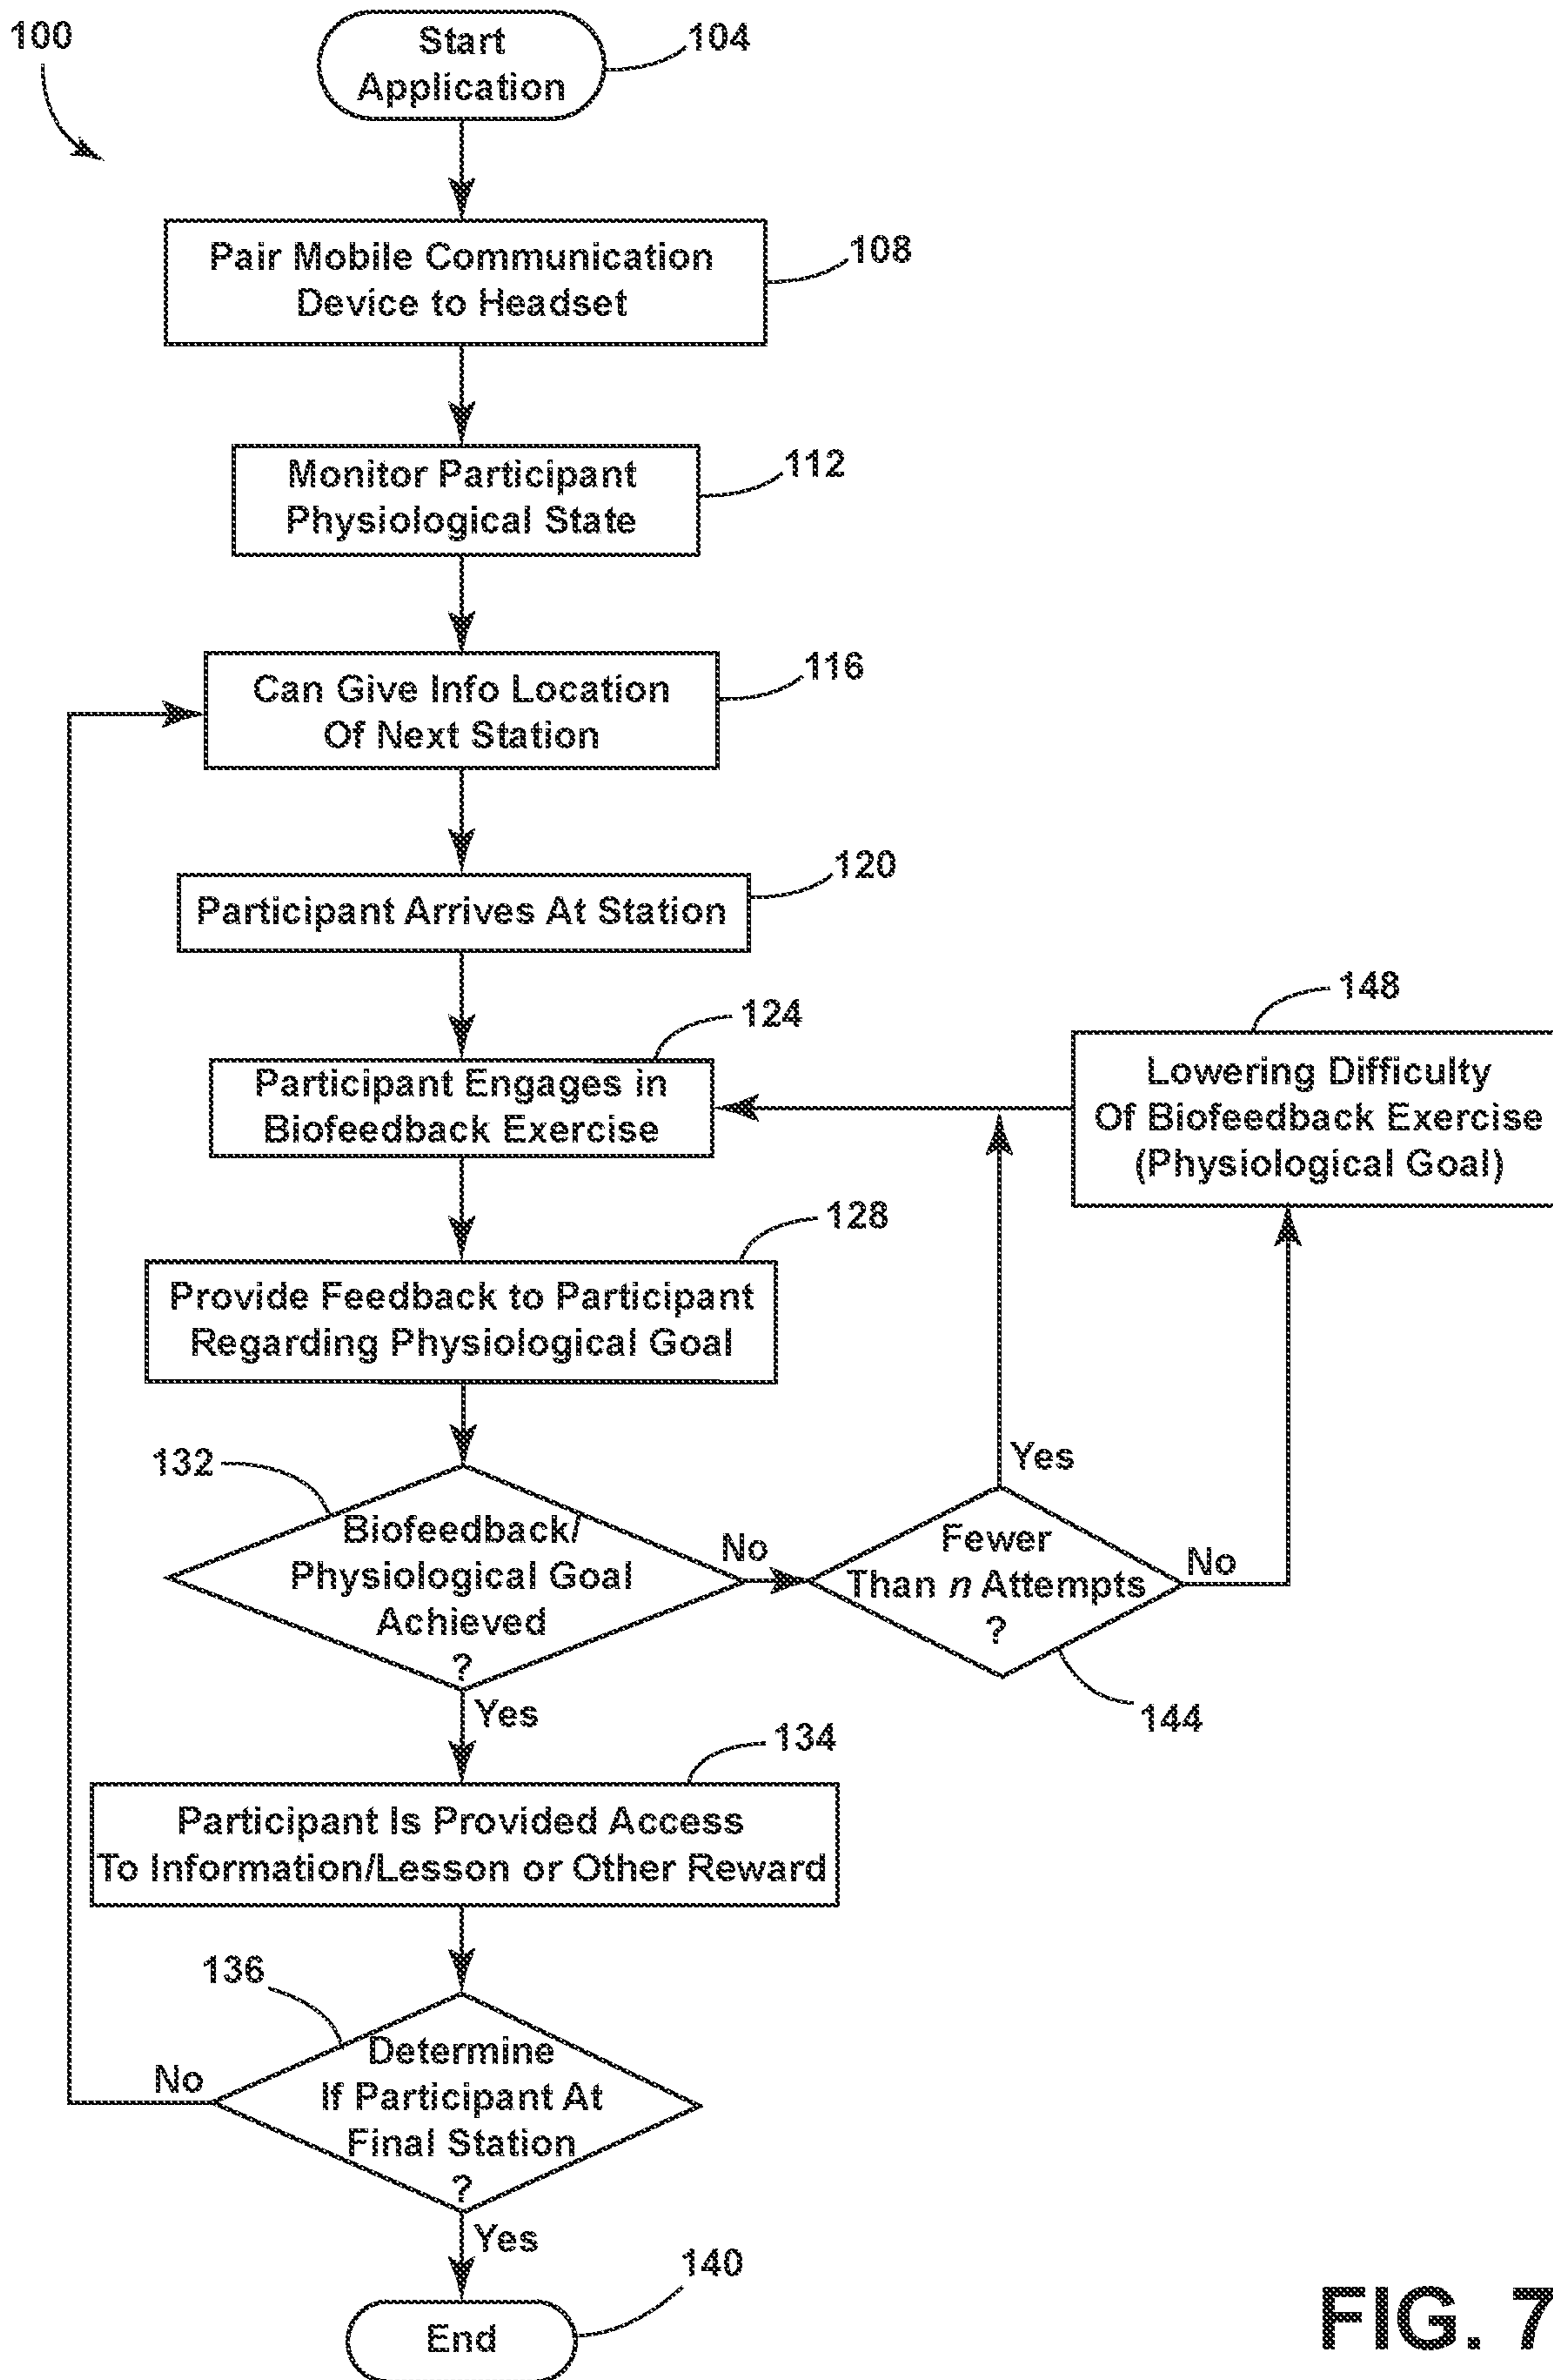 100
Start
Application
104
Pair Mobile Communication
Device to Headset
108
Monitor Participant
Physiological State
112
Can Give Info Location
Of Next Station
116
Participant Arrives At Station
120
Participant Engages in
Biofeedback Exercise
124
Lowering Difficulty
Of Biofeedback Exercise
(Physiological Goal)
148
Provide Feedback to Participant
Regarding Physiological Goal
128
132
Biofeedback/
Physiological Goal
Achieved
?
No
Yes
Fewer
Than n Attempts
?
Yes
No
144
Participant Is Provided Access
To Information/Lesson or Other Reward
134
136
Determine
If Participant At
Final Station
?
No
Yes
End
140
FIG. 7